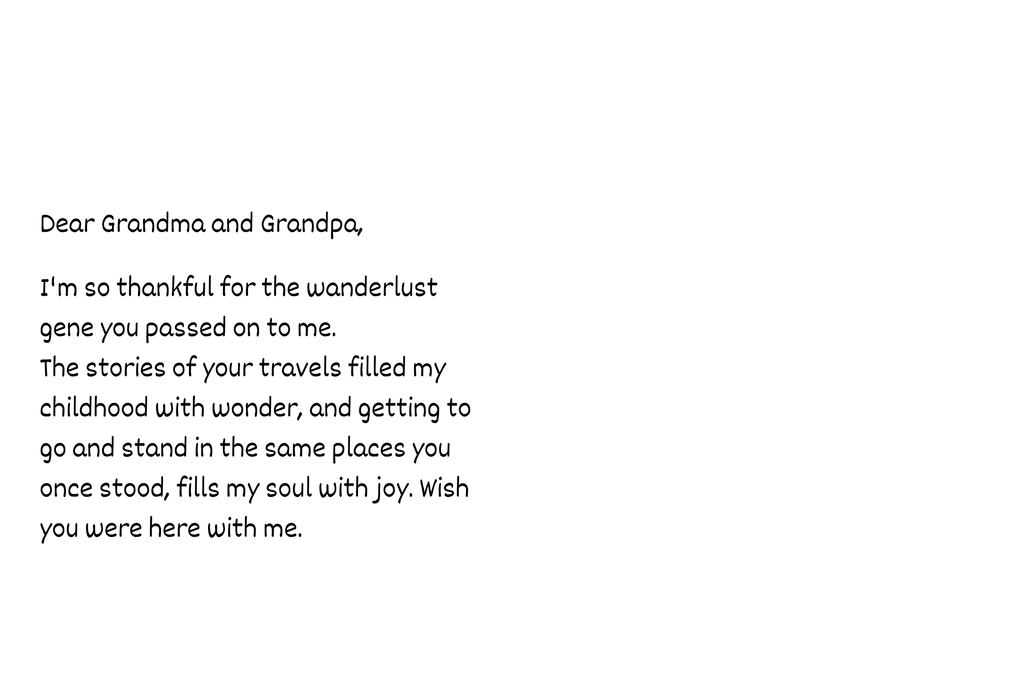 Dear Grandma and Grandpa,
I'm so thankful for the wanderlust
gene you passed on to me.
The stories of your travels filled my
childhood with wonder, and getting to
go and stand in the same places you
once stood, fills my soul with joy. Wish
you were here with me.